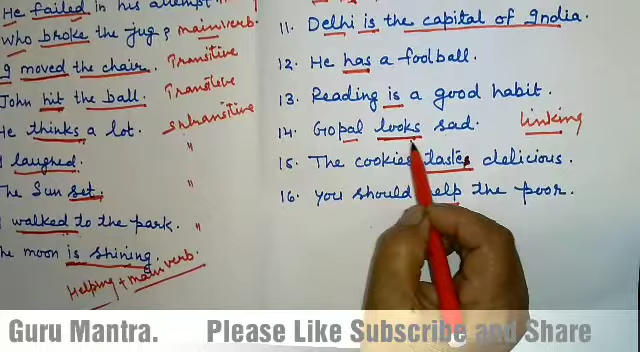 He failed in his attempt
Who broke the jug? main verb.
I moved the chair. Transitive
John hit the ball. Transitive
He thinks a lot. Intransitive
I laughed. "
The Sun set. "
I walked to the park. "
The moon is shining.
Helping + main verb.
11. Delhi is the capital of India.
12. He has a foolball.
13. Reading is a good habit.
14. Gopal looks sad. linking
15. The cookies tastes delicious.
16. You should help the poor.
Guru Mantra. Please Like Subscribe and Share